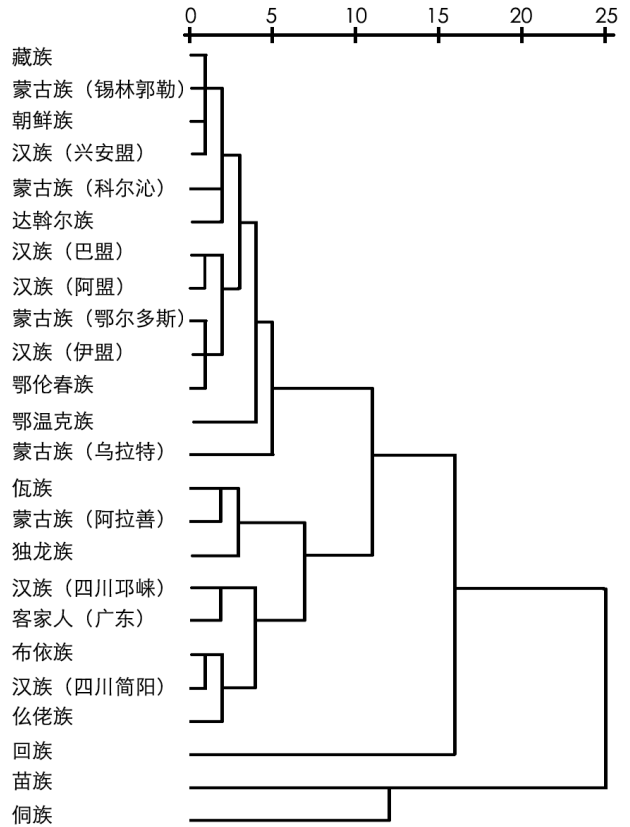 0 5 10 15 20 25
藏族
蒙古族（锡林郭勒）
朝鲜族
汉族（兴安盟）
蒙古族（科尔沁）
达斡尔族
汉族（巴盟）
汉族（阿盟）
蒙古族（鄂尔多斯）
汉族（伊盟）
鄂伦春族
鄂温克族
蒙古族（乌拉特）
佤族
蒙古族（阿拉善）
独龙族
汉族（四川邛崃）
客家人（广东）
布依族
汉族（四川简阳）
仫佬族
回族
苗族
侗族